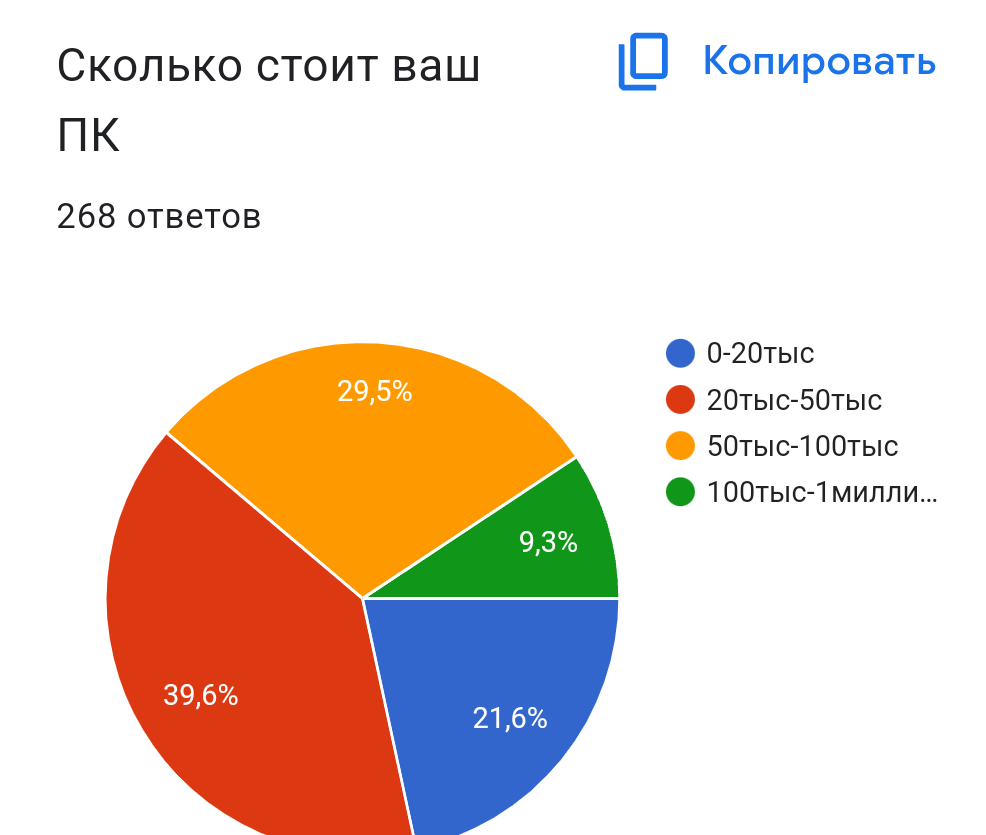 Сколько стоит ваш
ПК
Копировать
268 ответов
0-20тыс
20тыс-50тыс
50тыс-100тыс
100тыс-1милли...
29,5%
9,3%
39,6%
21,6%